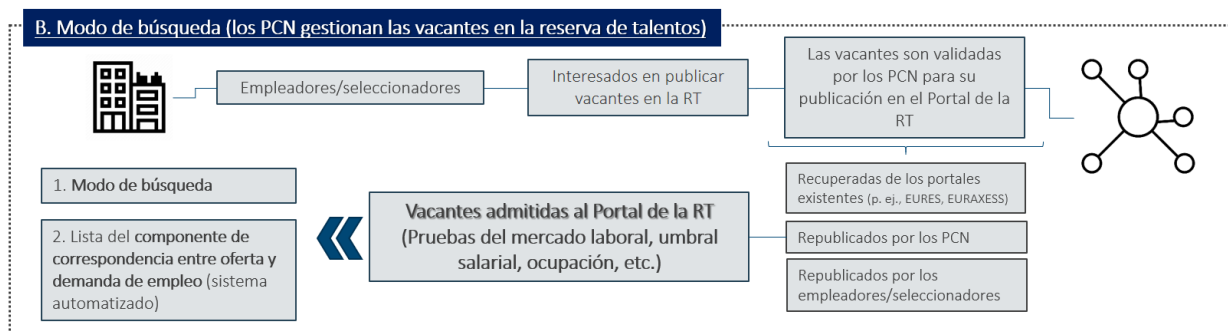 B. Modo de búsqueda (los PCN gestionan las vacantes en la reserva de talentos)
Empleadores/seleccionadores
Interesados en publicar
vacantes en la RT
Las vacantes son validadas
por los PCN para su
publicación en el Portal de la
RT
Recuperadas de los portales
existentes (p. ej., EURES, EURAXESS)
Republicados por los PCN
Republicados por los
empleadores/seleccionadores
Vacantes admitidas al Portal de la RT
(Pruebas del mercado laboral, umbral
salarial, ocupación, etc.)
1. Modo de búsqueda
2. Lista del componente de
correspondencia entre oferta y
demanda de empleo (sistema
automatizado)